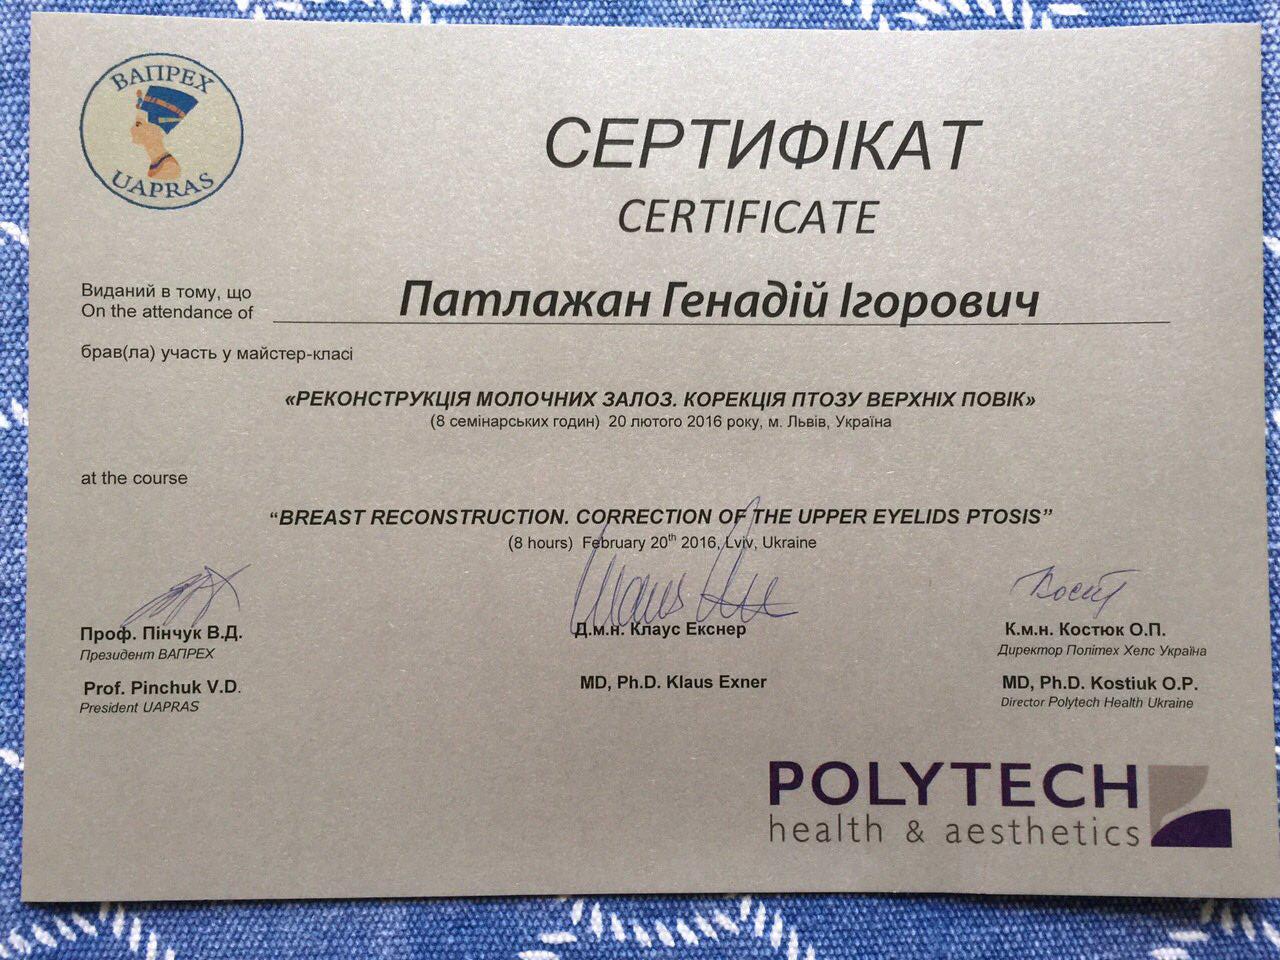 ВАПРЕХ
UAPRAS
СЕРТИФІКАТ
CERTIFICATE
Виданий в тому, що
On the attendance of
Патлажан Генадій Ігорович
брав(ла) участь у майстер-класі
«РЕКОНСТРУКЦІЯ МОЛОЧНИХ ЗАЛОЗ. КОРЕКЦІЯ ПТОЗУ ВЕРХНІХ ПОВІК»
(8 семінарських годин) 20 лютого 2016 року, м. Львів, Україна
at the course
“BREAST RECONSTRUCTION. CORRECTION OF THE UPPER EYELIDS PTOSIS”
(8 hours) February 20th 2016, Lviv, Ukraine
Проф. Пінчук В.Д.
Президент ВАПРЕХ
Prof. Pinchuk V.D.
President UAPRAS
Д.м.н. Клаус Екснер
MD, Ph.D. Klaus Exner
К.м.н. Костюк О.П.
Директор Політех Хелс Україна
MD, Ph.D. Kostiuk O.P.
Director Polytech Health Ukraine
POLYTECH
health & aesthetics